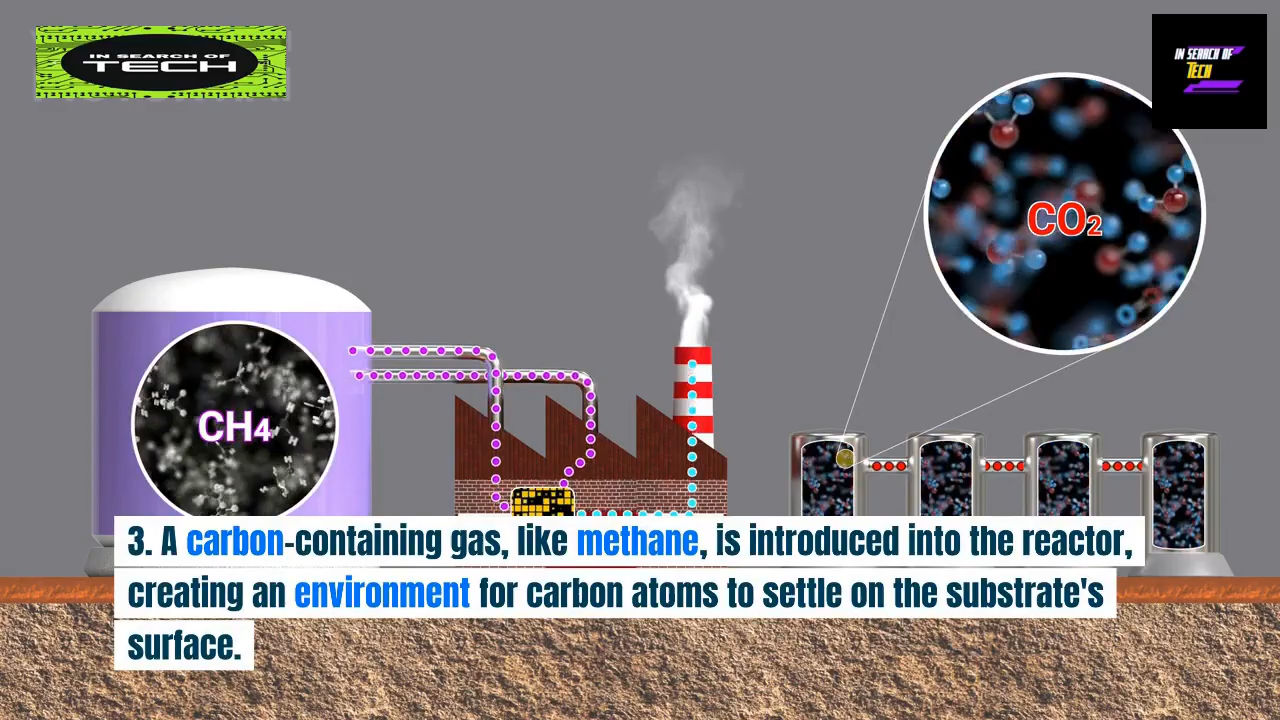 IN SEARCH OF
TECH
IN SEARCH OF
TECH
CO₂
CH₄
3. A carbon-containing gas, like methane, is introduced into the reactor,
creating an environment for carbon atoms to settle on the substrate's
surface.